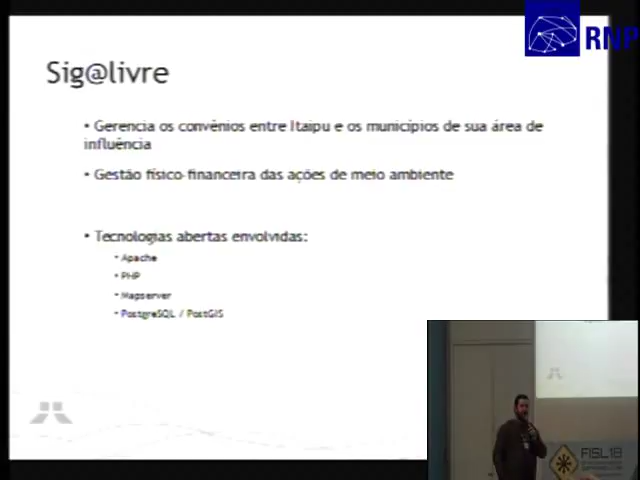 RNP
Sig@livre
• Gerencia os convênios entre Itaipu e os municípios de sua área de
influência
• Gestão físico-financeira das ações de meio ambiente
• Tecnologias abertas envolvidas:
• Apache
• PHP
• Mapserver
• PostgreSQL / PostGIS
FISL18